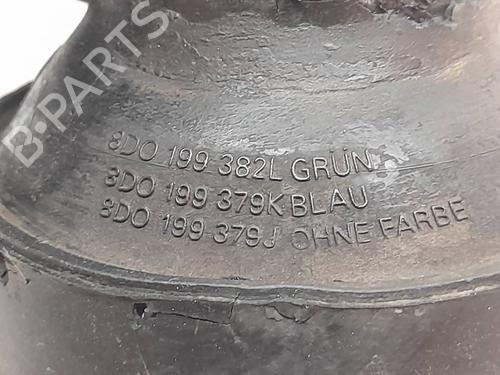 8D0 199 382L GRÜN
8D0 199 379K BLAU
8D0 199 379J OHNE FARBE
B-PARTS